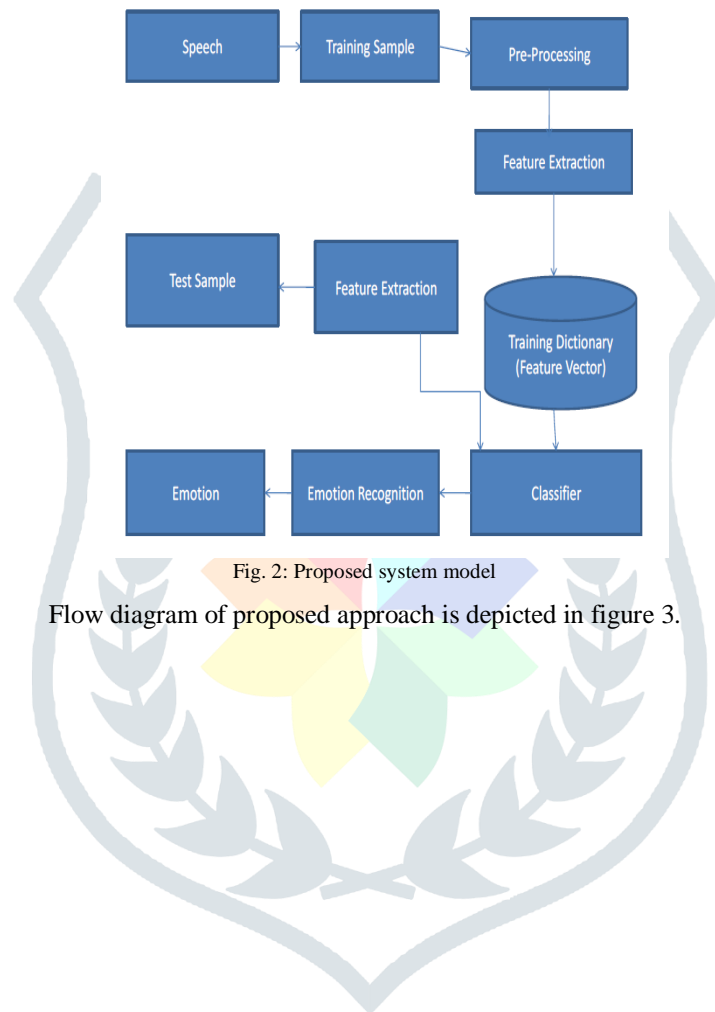 Speech
Training Sample
Pre-Processing
Feature Extraction
Test Sample
Feature Extraction
Training Dictionary
(Feature Vector)
Emotion
Emotion Recognition
Classifier
Fig. 2: Proposed system model
Flow diagram of proposed approach is depicted in figure 3.